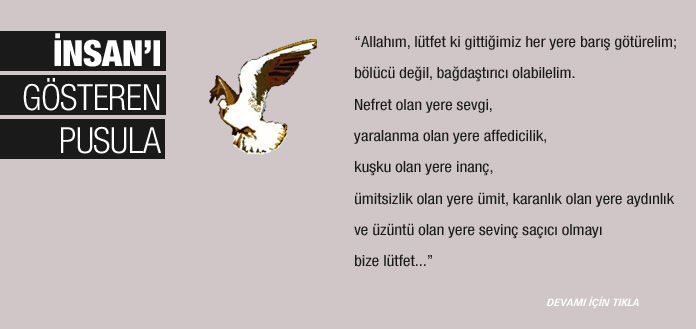 İNSAN'I
GÖSTEREN
PUSULA
“Allahım, lütfet ki gittiğimiz her yere barış götürelim;
bölücü değil, bağdaştırıcı olabilelim.
Nefret olan yere sevgi,
yaralanma olan yere affedicilik,
kuşku olan yere inanç,
ümitsizlik olan yere ümit, karanlık olan yere aydınlık
ve üzüntü olan yere sevinç saçıcı olmayı
bize lütfet...”
DEVAMI İÇİN TIKLA